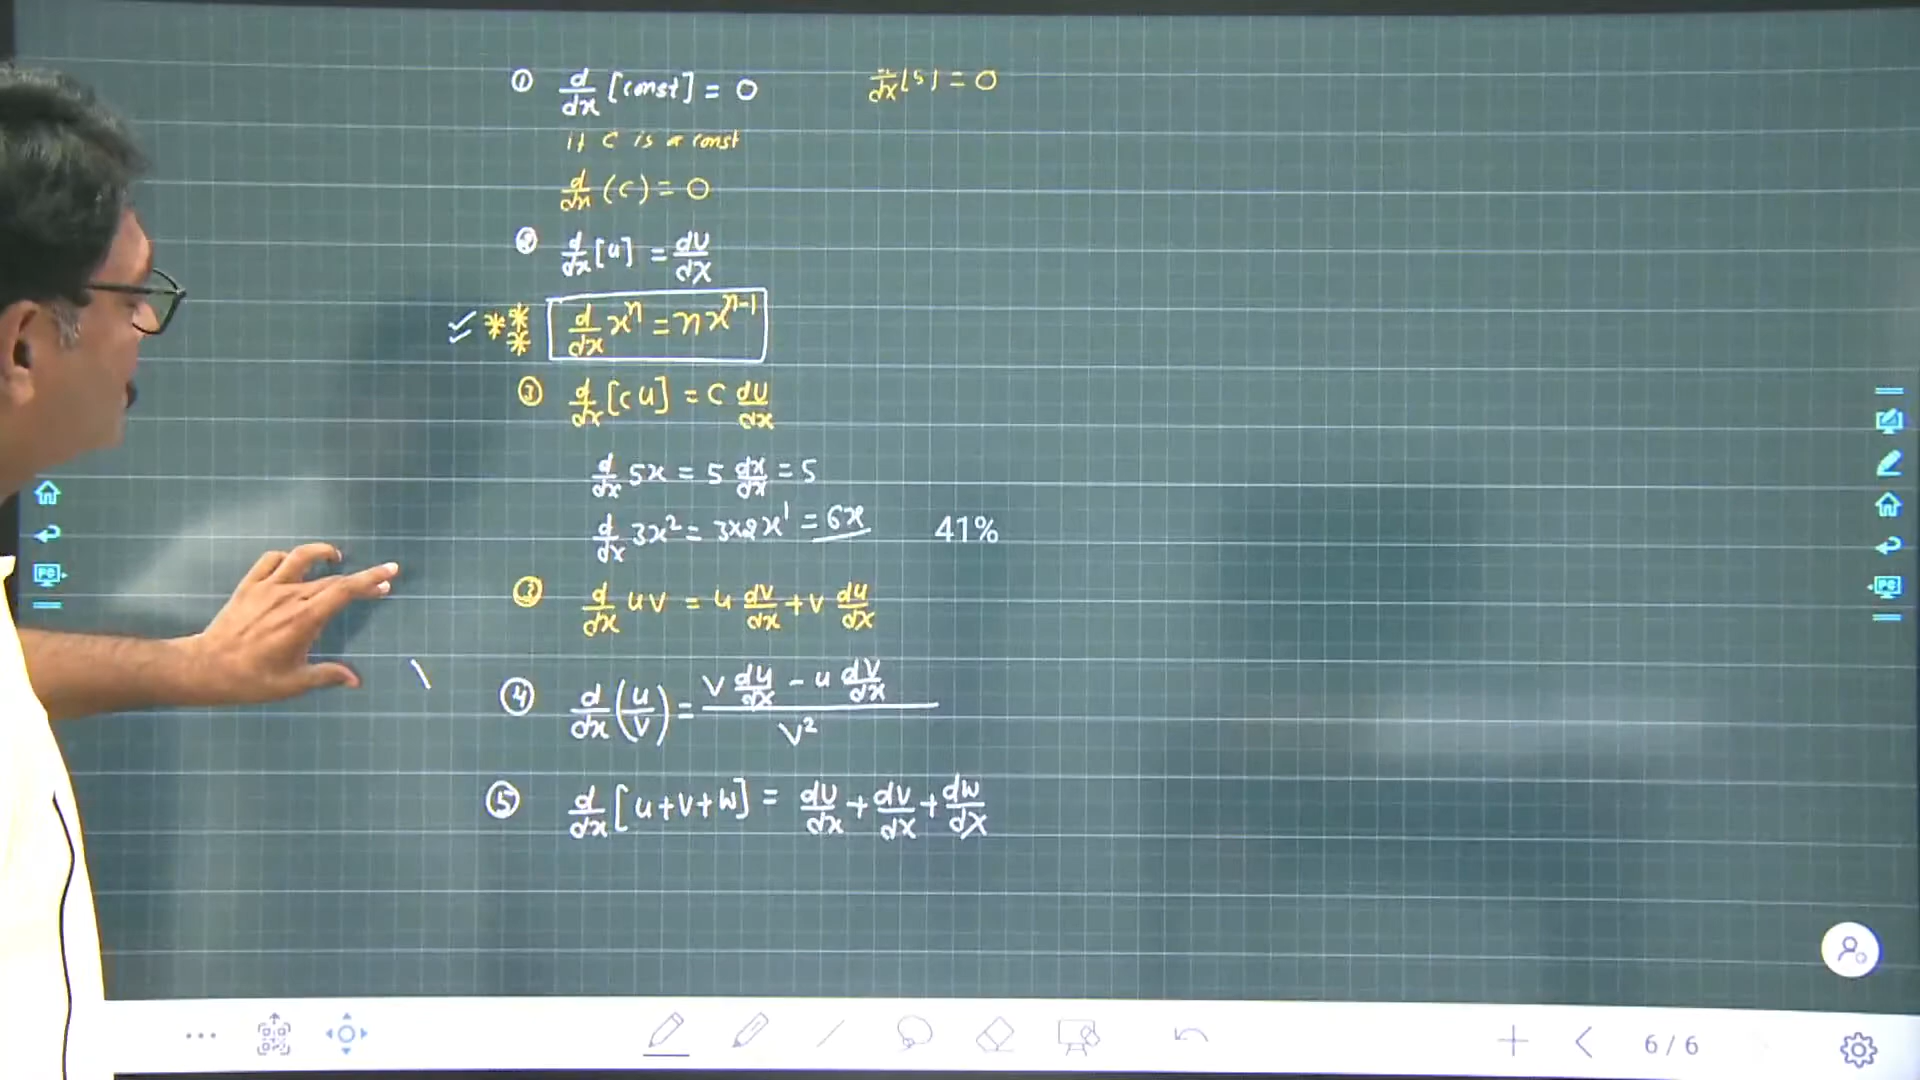 ① d/dx [const] = 0 d/dx [5] = 0
if C is a const
d/dx (C) = 0
② d/dx [u] = du/dx
*** d/dx xⁿ = n xⁿ⁻¹
③ d/dx [cu] = c du/dx
d/dx 5x = 5 dx/dx = 5
d/dx 3x² = 3×2x¹ = 6x 41%
③ d/dx uv = u dv/dx + v du/dx
④ d/dx (u/v) = (v du/dx - u dv/dx)/v²
⑤ d/dx [u+v+w] = du/dx + dv/dx + dw/dx
PC
PC
6 / 6